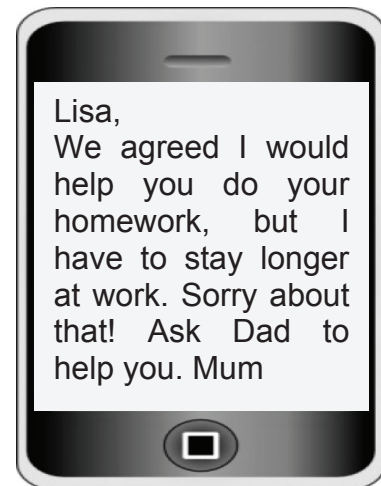 Lisa,
We agreed I would
help you do your
homework, but I
have to stay longer
at work. Sorry about
that! Ask Dad to
help you. Mum